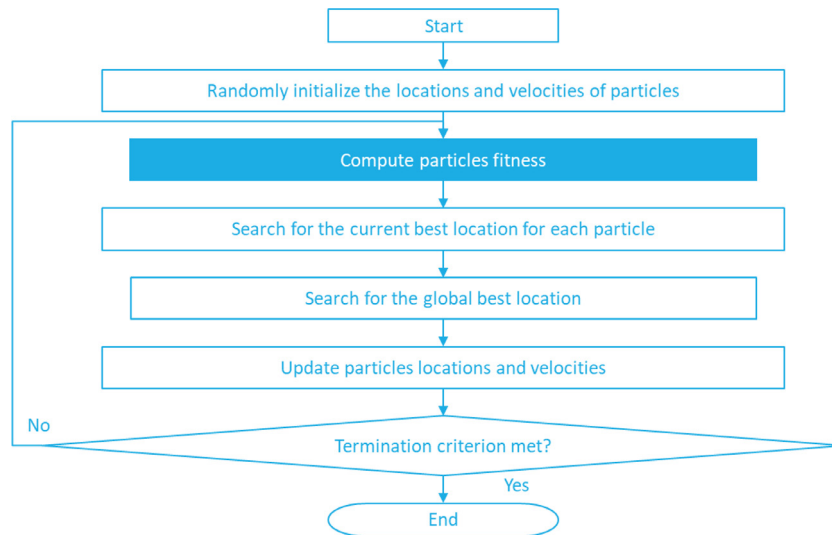 Start
Randomly initialize the locations and velocities of particles
Compute particles fitness
Search for the current best location for each particle
Search for the global best location
Update particles locations and velocities
No
Termination criterion met?
Yes
End